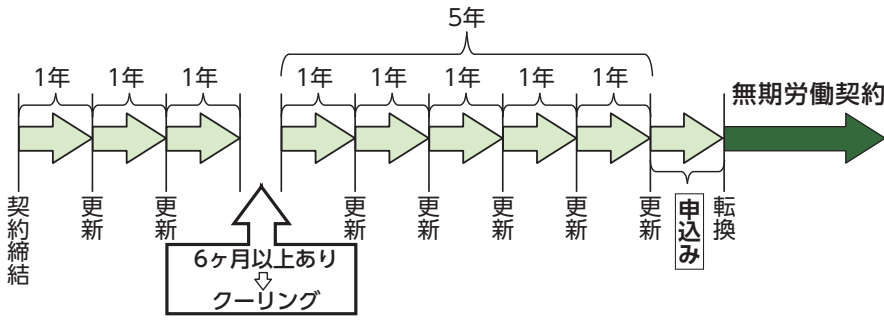 5年
1年
1年
1年
1年
1年
1年
1年
1年
無期労働契約
契約締結
更新
更新
更新
更新
更新
更新
更新
申込み
転換
6ヶ月以上あり
クーリング